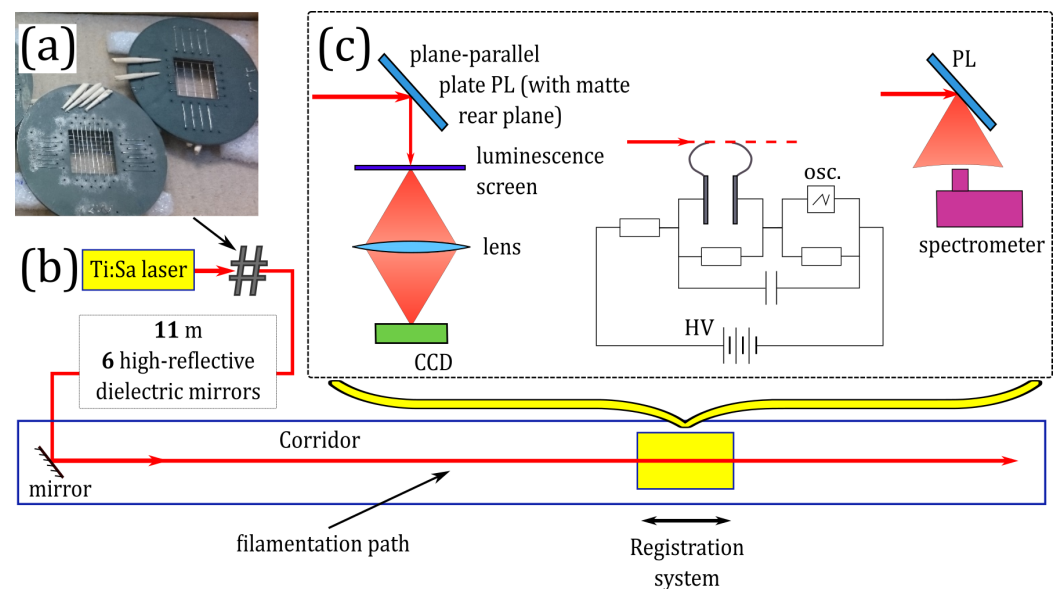 (a)
(b)
Ti:Sa laser
11 m
6 high-reflective
dielectric mirrors
(c)
plane-parallel
plate PL (with matte
rear plane)
luminescence
screen
lens
CCD
osc.
HV
PL
spectrometer
Corridor
mirror
filamentation path
Registration
system